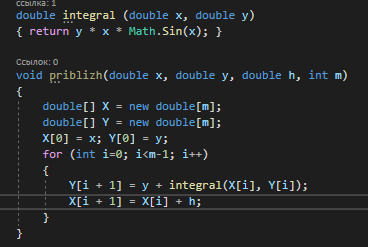 ссылка: 1
double integral (double x, double y)
{ return y * x * Math.Sin(x); }
Ссылок: 0
void priblizh(double x, double y, double h, int m)
{
double[] X = new double[m];
double[] Y = new double[m];
X[0] = x; Y[0] = y;
for (int i=0; i<m-1; i++)
{
Y[i + 1] = y + integral(X[i], Y[i]);
X[i + 1] = X[i] + h;
}
}